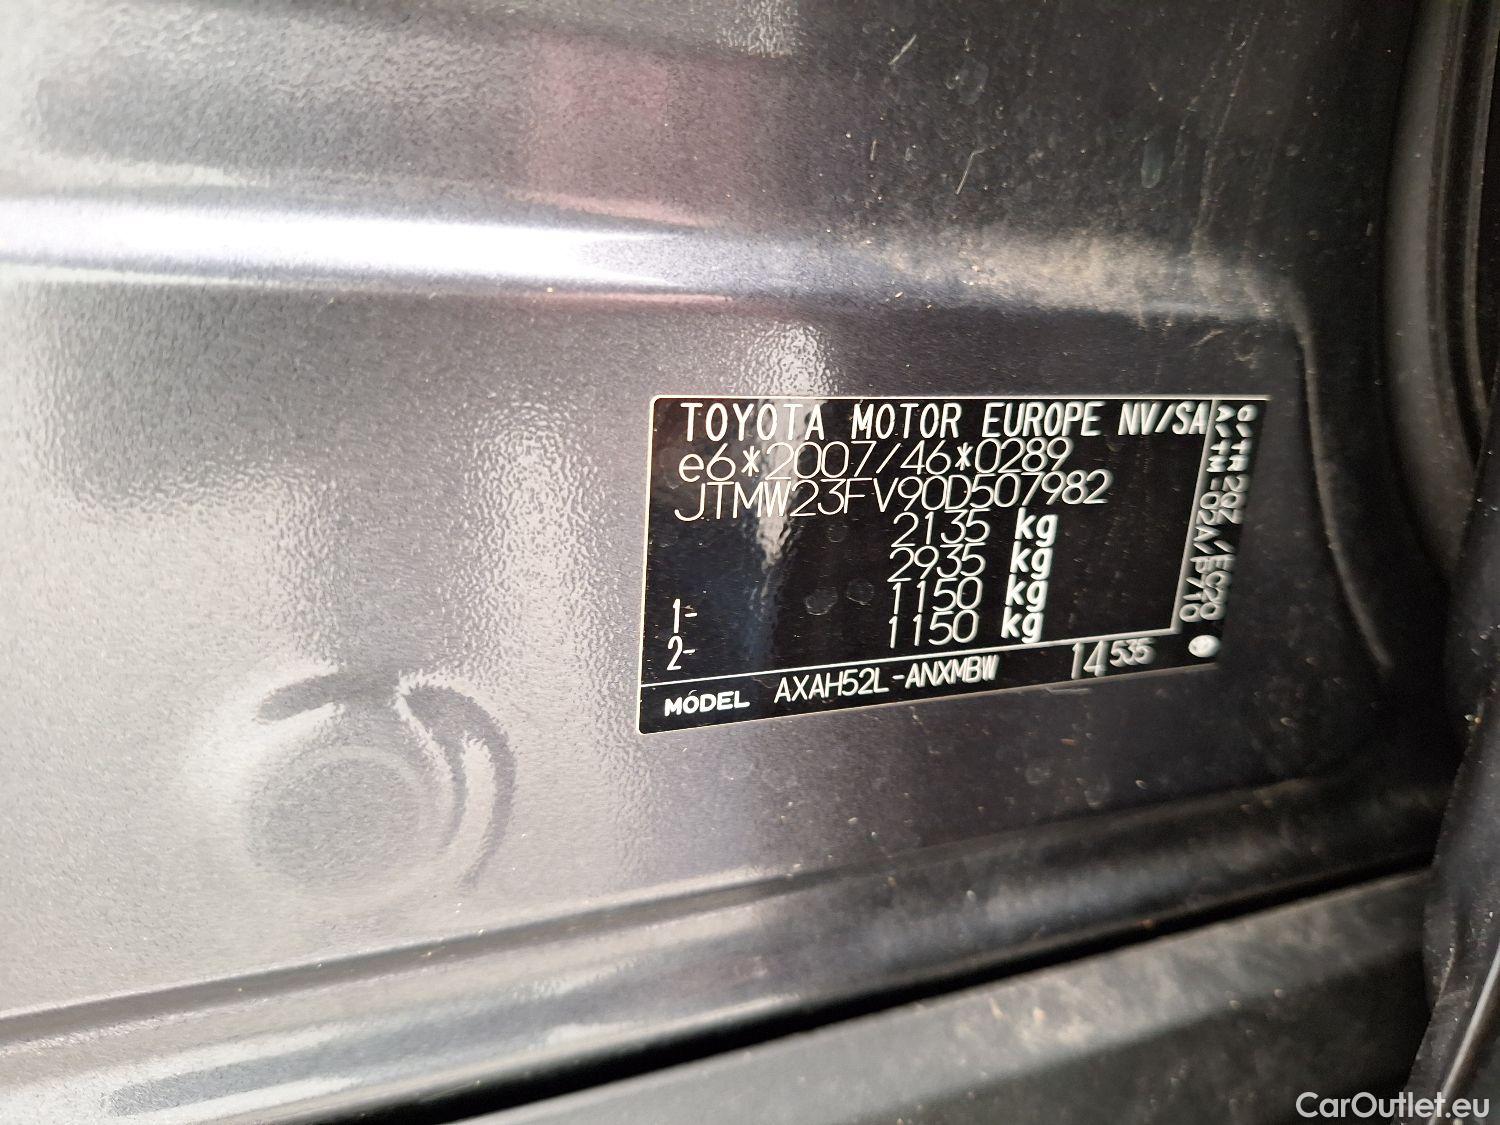 TOYOTA MOTOR EUROPE NV/SA
e6*2007/46*0289
JTMW23FV90D507982
2135 kg
2935 kg
1- 1150 kg
2- 1150 kg
MODEL AXAH52L-ANXMBW 14 535
CarOutlet.eu